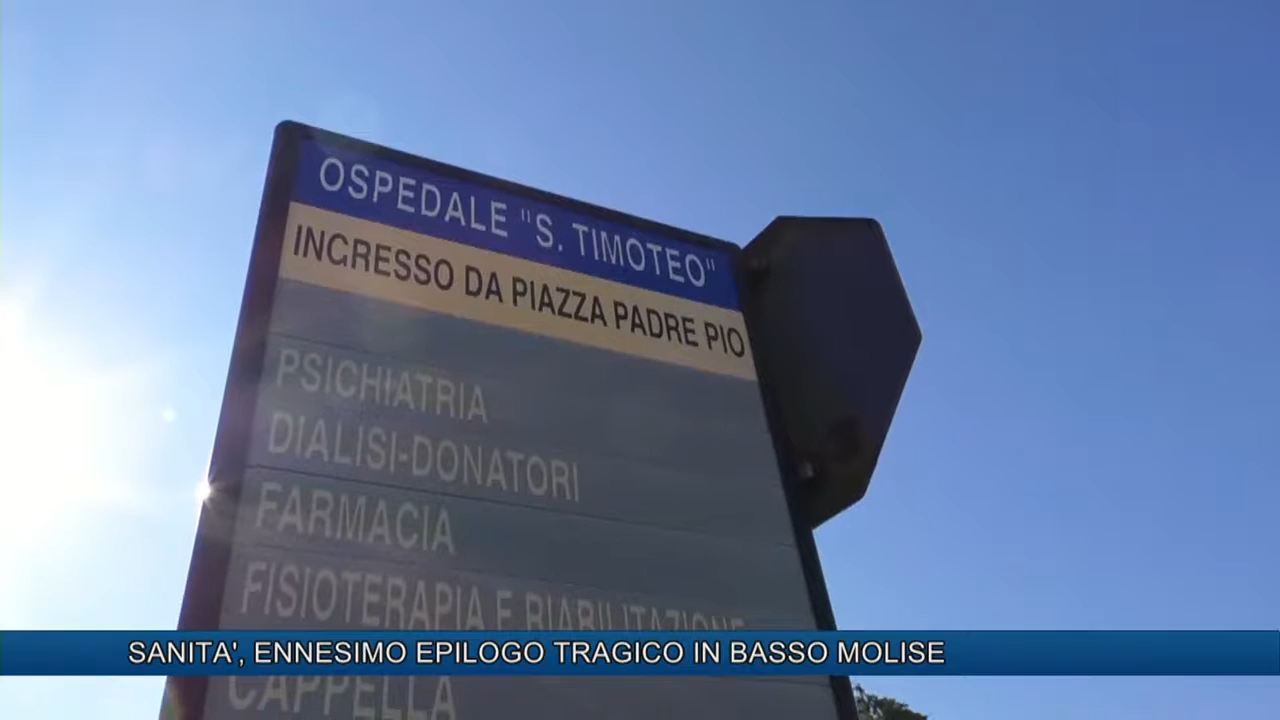 OSPEDALE "S. TIMOTEO"
INGRESSO DA PIAZZA PADRE PIO
PSICHIATRIA
DIALISI-DONATORI
FARMACIA
FISIOTERAPIA E RIABILITAZIONE
SANITA', ENNESIMO EPILOGO TRAGICO IN BASSO MOLISE
CAPPELLA